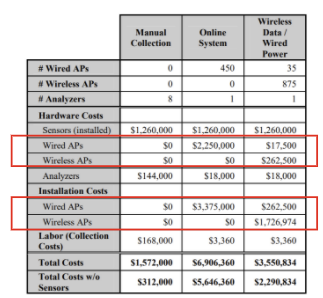 Manual Collection Online System Wireless Data / Wired Power
# Wired APs 0 450 35
# Wireless APs 0 0 875
# Analyzers 8 1 1
Hardware Costs
Sensors (installed) $1,260,000 $1,260,000 $1,260,000
Wired APs $0 $2,250,000 $17,500
Wireless APs $0 $0 $262,500
Analyzers $144,000 $18,000 $18,000
Installation Costs
Wired APs $0 $3,375,000 $262,500
Wireless APs $0 $0 $1,726,974
Labor (Collection Costs) $168,000 $3,360 $3,360
Total Costs $1,572,000 $6,906,360 $3,550,834
Total Costs w/o Sensors $312,000 $5,646,360 $2,290,834